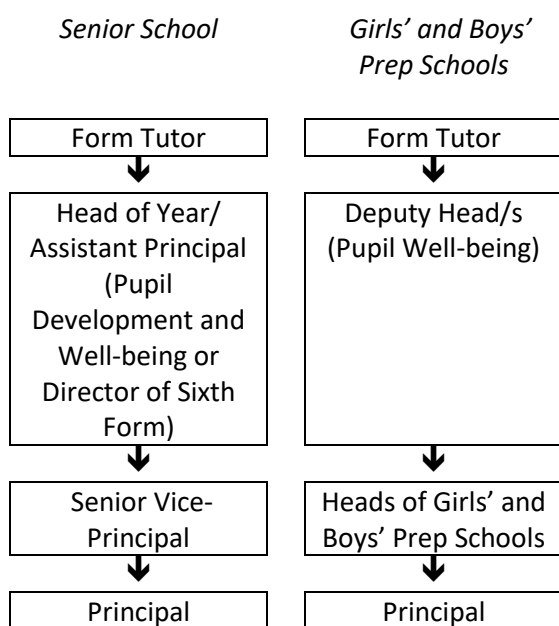 Senior School
Form Tutor
Head of Year/
Assistant Principal
(Pupil
Development and
Well-being or
Director of Sixth
Form)
Senior Vice-
Principal
Principal
Girls’ and Boys’
Prep Schools
Form Tutor
Deputy Head/s
(Pupil Well-being)
Heads of Girls’ and
Boys’ Prep Schools
Principal